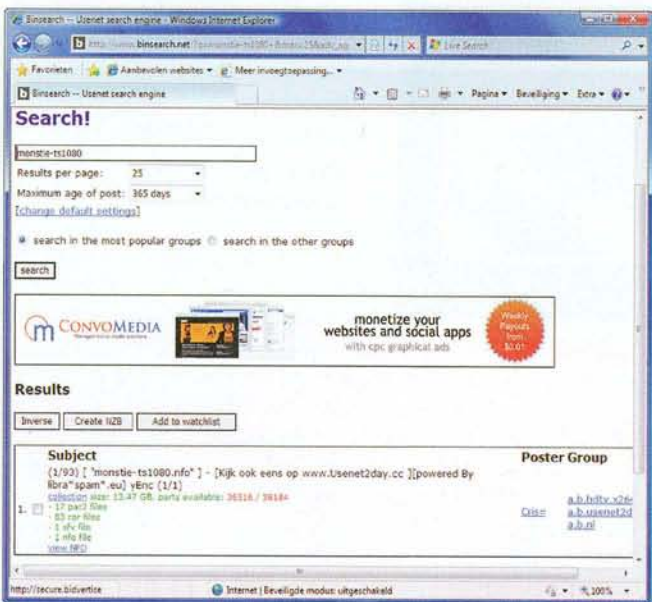 Binsearch -- Usenet search engine - Windows Internet Explorer
www.binsearch.net
Live Search
Favorieten Aanbevolen websites Meer invoegtoepassing...
Binsearch -- Usenet search engine
Pagina Beveiliging Extra
Search!
monstie-ts1080
Results per page: 25
Maximum age of post: 365 days
[change default settings]
search in the most popular groups search in the other groups
search
m CONVOMEDIA
monetize your
websites and social apps
with cpc graphical ads
Weekly
Payouts
from
$0.01
Results
Inverse Create NZB Add to watchlist
Subject Poster Group
(1/93) [ "monstie-ts1080.nfo" ] - [Kijk ook eens op www.Usenet2day.cc ][powered By
libra"spam".eu] yEnc (1/1)
collection size: 13.47 GB, parts available: / 
1. - 17 par2 files
- 83 rar files
- 1 sfv file
- 1 nfo file
view NFO
Cris=
a.b.hdtv.x264
a.b.usenet2d
a.b.nl
http://secure.bidvertise
Internet | Beveiligde modus: uitgeschakeld
100%